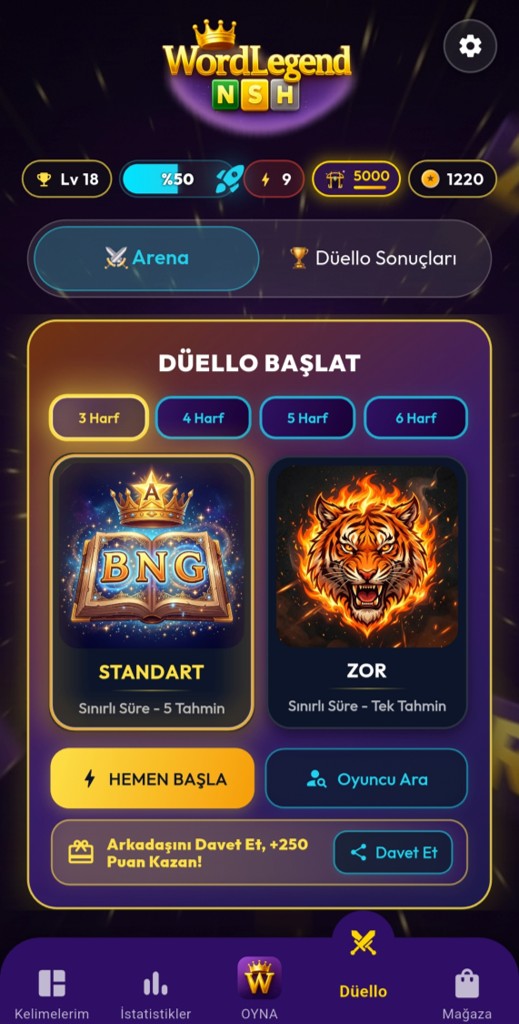 WordLegend
N S H
Lv 18
%50
9
5000
1220
Arena
Düello Sonuçları
DÜELLO BAŞLAT
3 Harf
4 Harf
5 Harf
6 Harf
A
BNG
STANDART
Sınırlı Süre - 5 Tahmin
ZOR
Sınırlı Süre - Tek Tahmin
HEMEN BAŞLA
Oyuncu Ara
Arkadaşını Davet Et, +250
Puan Kazan!
Davet Et
Kelimelerim
İstatistikler
W
OYNA
Düello
Mağaza